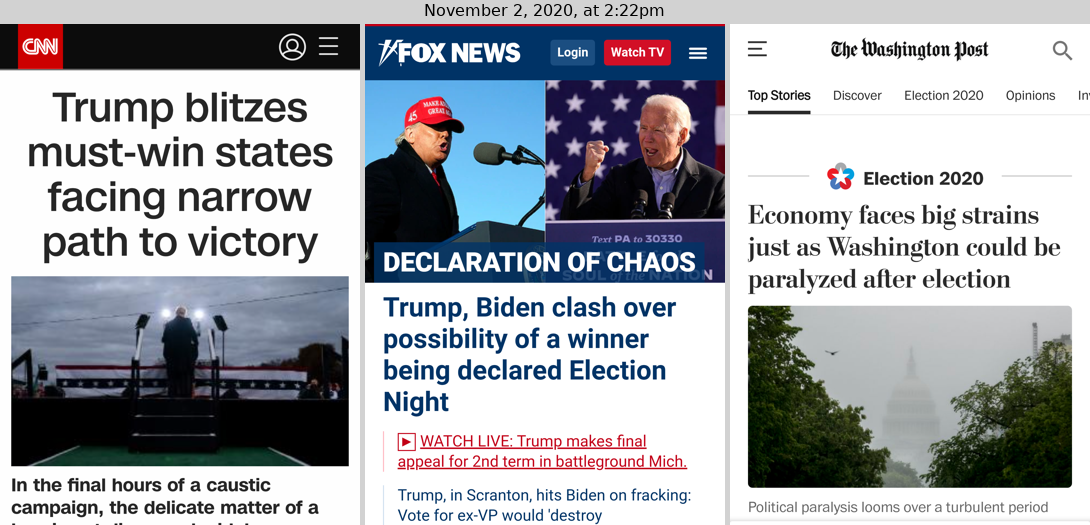 November 2, 2020, at 2:22pm
CNN
Trump blitzes
must-win states
facing narrow
path to victory
In the final hours of a caustic
campaign, the delicate matter of a
FOX NEWS
Login
Watch TV
MAKE AM
GREAT AG
45
Text PA to 30330
DECLARATION OF CHAOS
SOUL of the NATION
Trump, Biden clash over
possibility of a winner
being declared Election
Night
WATCH LIVE: Trump makes final
appeal for 2nd term in battleground Mich.
Trump, in Scranton, hits Biden on fracking:
Vote for ex-VP would 'destroy
The Washington Post
Top Stories Discover Election 2020 Opinions In
Election 2020
Economy faces big strains
just as Washington could be
paralyzed after election
Political paralysis looms over a turbulent period